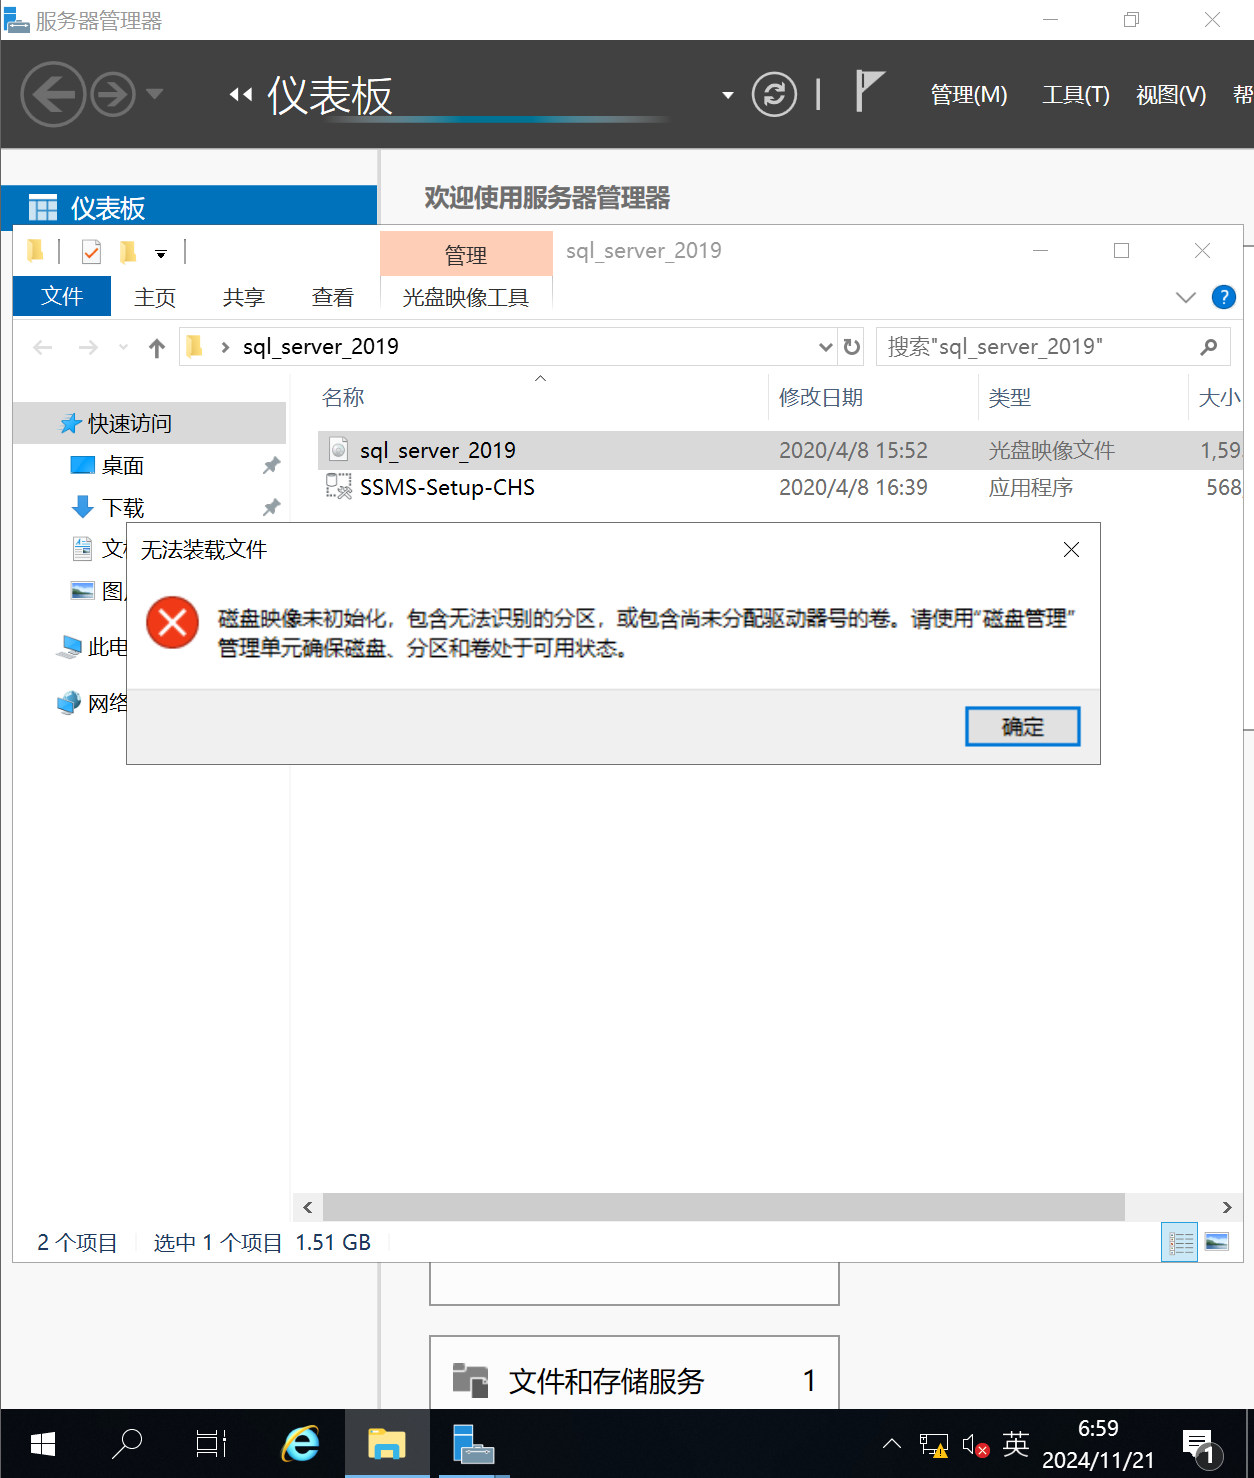 服务器管理器
仪表板
管理(M) 工具(T) 视图(V) 帮
仪表板
欢迎使用服务器管理器
管理 sql_server_2019
文件 主页 共享 查看 光盘映像工具
sql_server_2019 搜索"sql_server_2019"
名称 修改日期 类型 大小
快速访问
sql_server_2019 2020/4/8 15:52 光盘映像文件 1,59
桌面
SSMS-Setup-CHS 2020/4/8 16:39 应用程序 568
下载
文
图
此电
网络
无法装载文件
磁盘映像未初始化，包含无法识别的分区，或包含尚未分配驱动器号的卷。请使用“磁盘管理”
管理单元确保磁盘、分区和卷处于可用状态。
确定
2 个项目 选中 1 个项目 1.51 GB
文件和存储服务 1
英
6:59
2024/11/21
1